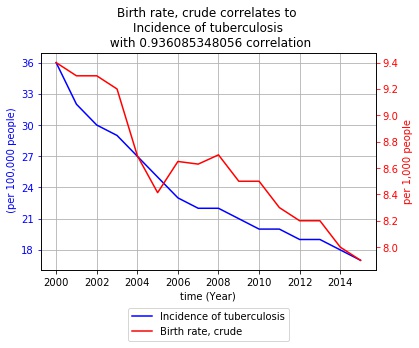 Birth rate, crude correlates to
Incidence of tuberculosis
with 0.936085348056 correlation
(per 100,000 people)
36
33
30
27
24
21
18
9.4
9.2
9.0
8.8
8.6
8.4
8.2
8.0
per 1,000 people
2000 2002 2004 2006 2008 2010 2012 2014
time (Year)
Incidence of tuberculosis
Birth rate, crude